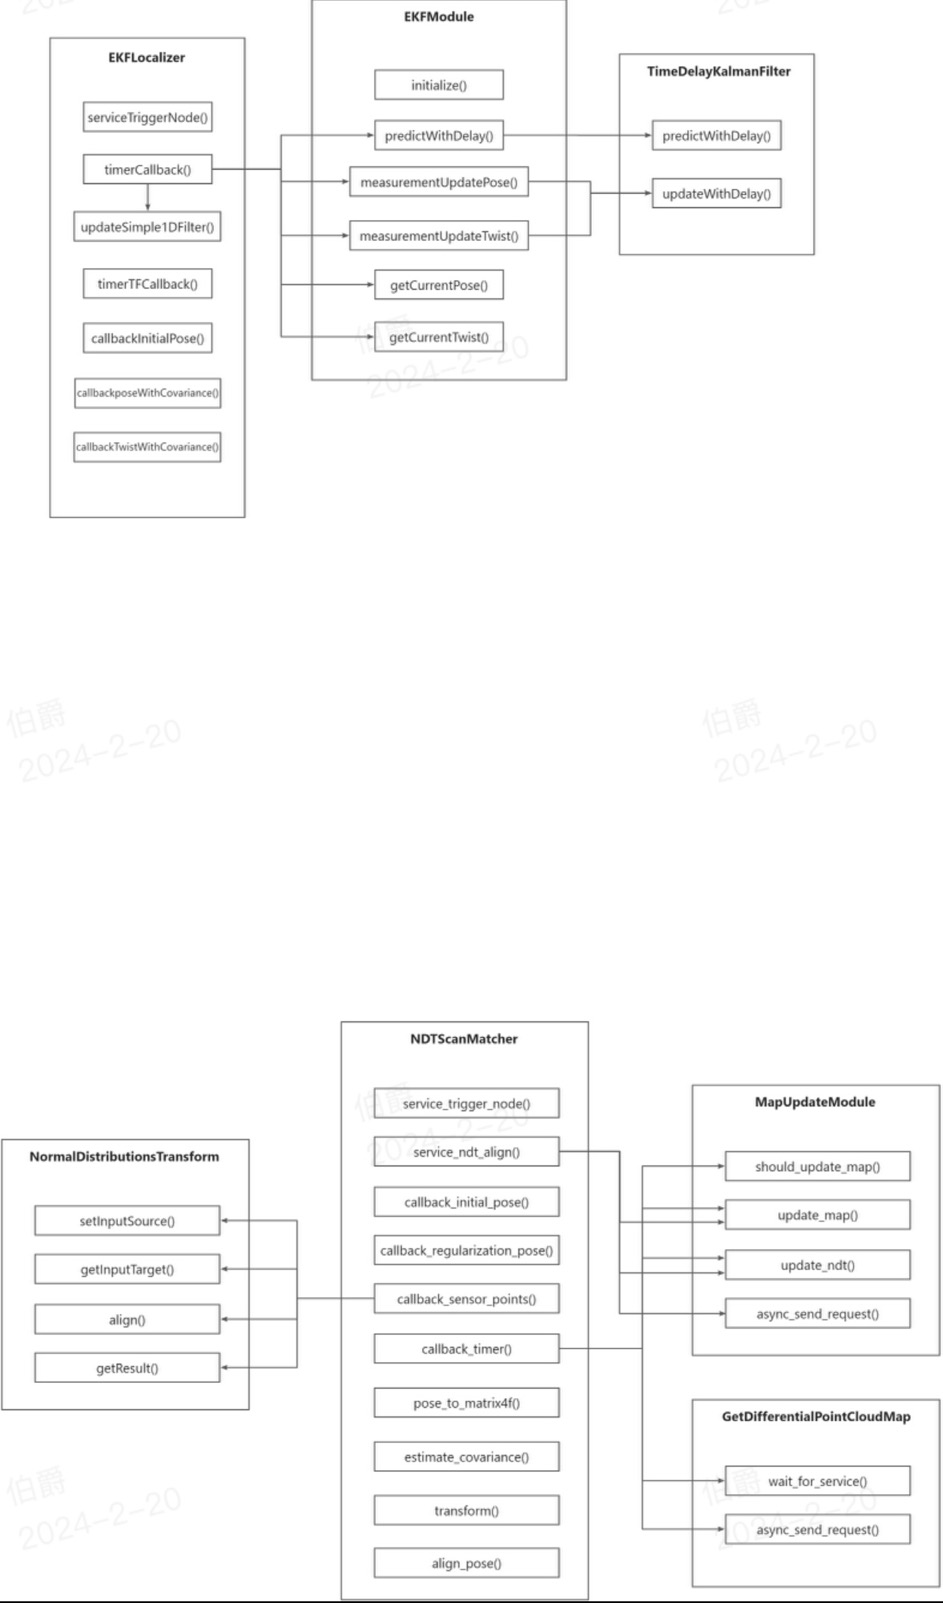 EKFLocalizer
serviceTriggerNode()
timerCallback()
updateSimple1DFilter()
timerTFCallback()
callbackInitialPose()
callbackposeWithCovariance()
callbackTwistWithCovariance()
EKFModule
initialize()
predictWithDelay()
measurementUpdatePose()
measurementUpdateTwist()
getCurrentPose()
getCurrentTwist()
TimeDelayKalmanFilter
predictWithDelay()
updateWithDelay()
伯爵
2024-2-20
伯爵
2024-2-20
伯爵
2024-2-20
NormalDistributionsTransform
setInputSource()
getInputTarget()
align()
getResult()
NDTScanMatcher
service_trigger_node()
service_ndt_align()
callback_initial_pose()
callback_regularization_pose()
callback_sensor_points()
callback_timer()
pose_to_matrix4f()
estimate_covariance()
transform()
align_pose()
伯爵
2024-2-20
MapUpdateModule
should_update_map()
update_map()
update_ndt()
async_send_request()
GetDifferentialPointCloudMap
wait_for_service()
async_send_request()
伯爵
2024-2-20
伯爵
2024-2-20